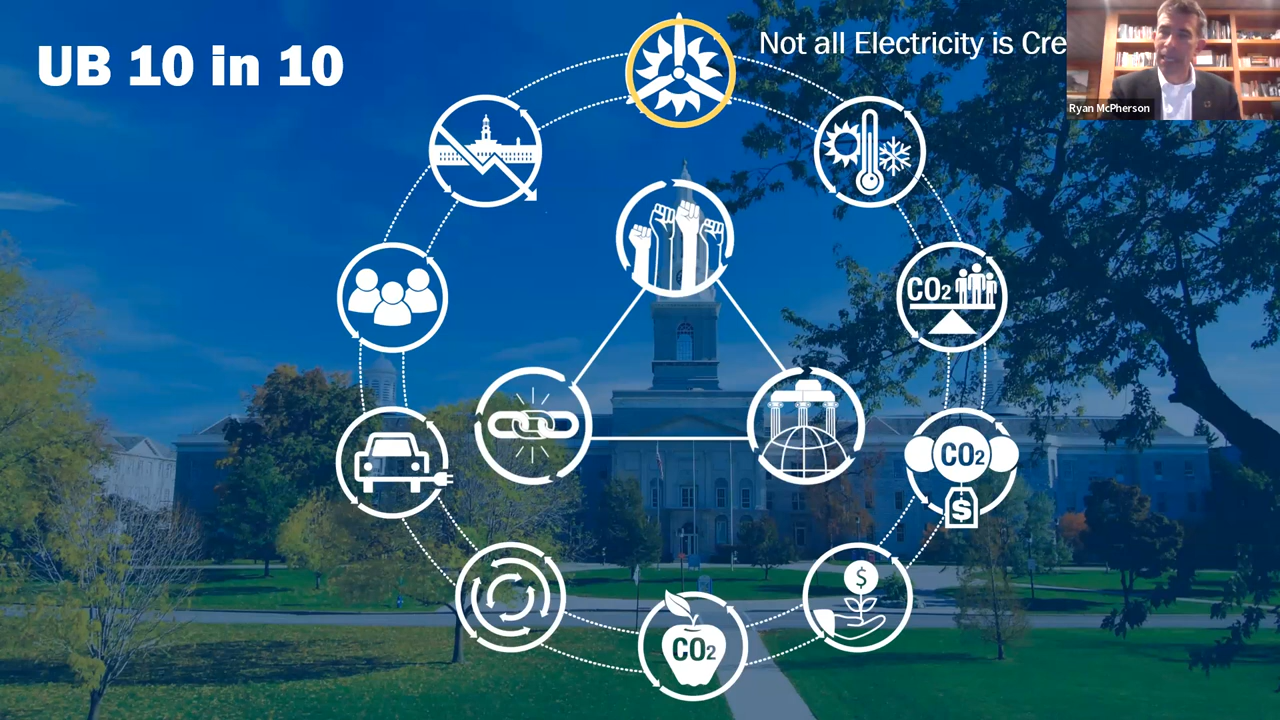 UB 10 in 10
Not all Electricity is Cre
Ryan McPherson
CO2
CO2
$
$
CO2